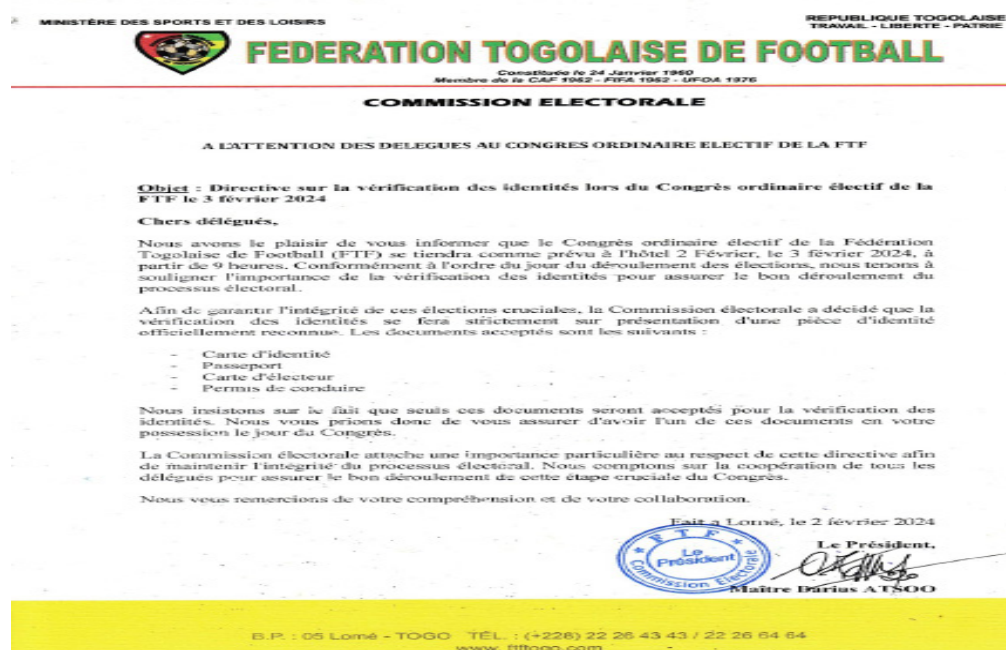 MINISTÈRE DES SPORTS ET DES LOISIRS
REPUBLIQUE TOGOLAISE
TRAVAIL - LIBERTE - PATRIE
FEDERATION TOGOLAISE DE FOOTBALL
Constituée le 24 Janvier 1960
Membre de la CAF 1962 - FIFA 1962 - UFOA 1976
COMMISSION ELECTORALE
A L'ATTENTION DES DELEGUES AU CONGRES ORDINAIRE ELECTIF DE LA FTF
Objet : Directive sur la vérification des identités lors du Congrès ordinaire électif de la
FTF le 3 février 2024
Chers délégués,
Nous avons le plaisir de vous informer que le Congrès ordinaire électif de la Fédération
Togolaise de Football (FTF) se tiendra comme prévu à l'hôtel 2 Février, le 3 février 2024, à
partir de 9 heures. Conformément à l'ordre du jour du déroulement des élections, nous tenons à
souligner l'importance de la vérification des identités pour assurer le bon déroulement du
processus électoral.
Afin de garantir l'intégrité de ces élections cruciales, la Commission électorale a décidé que la
vérification des identités se fera strictement sur présentation d'une pièce d'identité
officiellement reconnue. Les documents acceptés sont les suivants :
- Carte d'identité
- Passeport
- Carte d'électeur
- Permis de conduire
Nous insistons sur le fait que seuls ces documents seront acceptés pour la vérification des
identités. Nous vous prions donc de vous assurer d'avoir l'un de ces documents en votre
possession le jour du Congrès.
La Commission électorale attache une importance particulière au respect de cette directive afin
de maintenir l'intégrité du processus électoral. Nous comptons sur la coopération de tous les
délégués pour assurer le bon déroulement de cette étape cruciale du Congrès.
Nous vous remercions de votre compréhension et de votre collaboration.
Fait a Lomé, le 2 février 2024
Le Président,
FTF
Le
Président
Commission Electorale
Maître Darius ATSOO
B.P. : 05 Lomé - TOGO TÉL. : (+228) 22 26 43 43 / 22 26 64 64
www. ftftogo.com